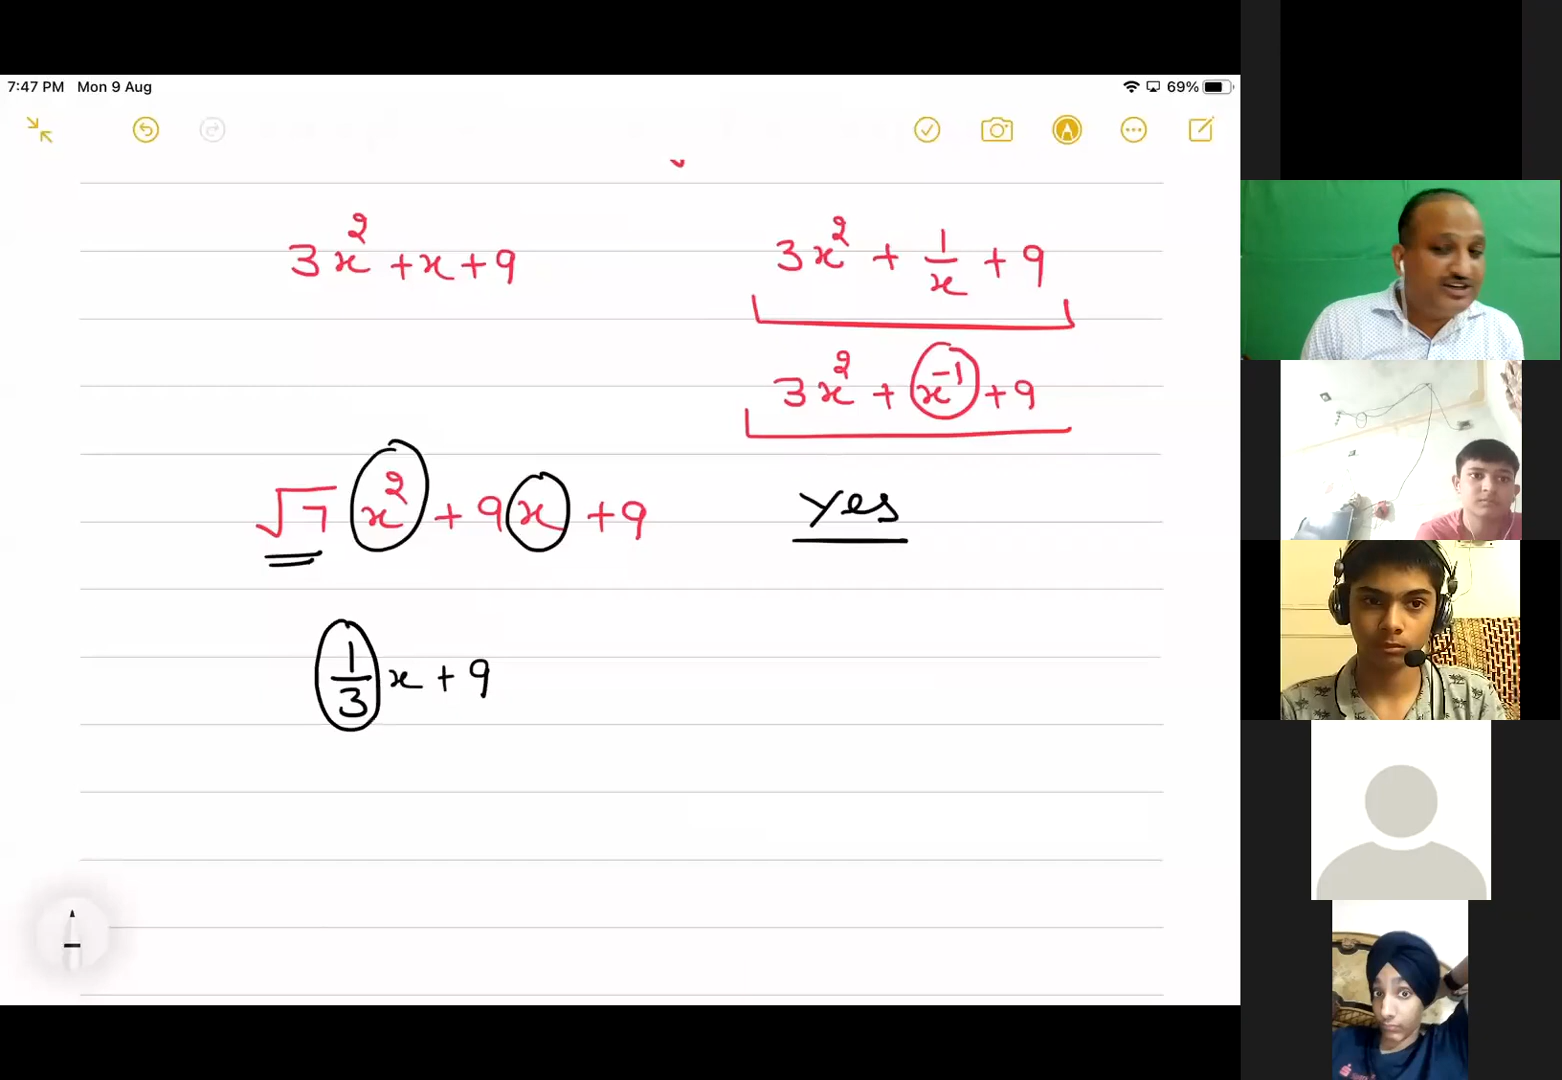 7:47 PM Mon 9 Aug
69%
3x² + x + 9
3x² + 1/x + 9
3x² + x⁻¹ + 9
√7 x² + 9x + 9
Yes
1/3 x + 9